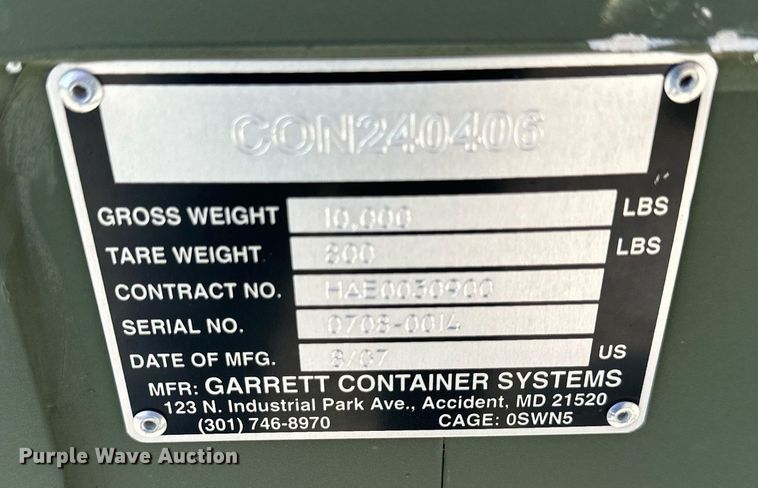 CON240406
GROSS WEIGHT 10,000 LBS
TARE WEIGHT 800 LBS
CONTRACT NO. HAE0030900
SERIAL NO. 0708-0014
DATE OF MFG. 8/07 US
MFR: GARRETT CONTAINER SYSTEMS
123 N. Industrial Park Ave., Accident, MD 21520
(301) 746-8970 CAGE: 0SWN5
Purple Wave Auction